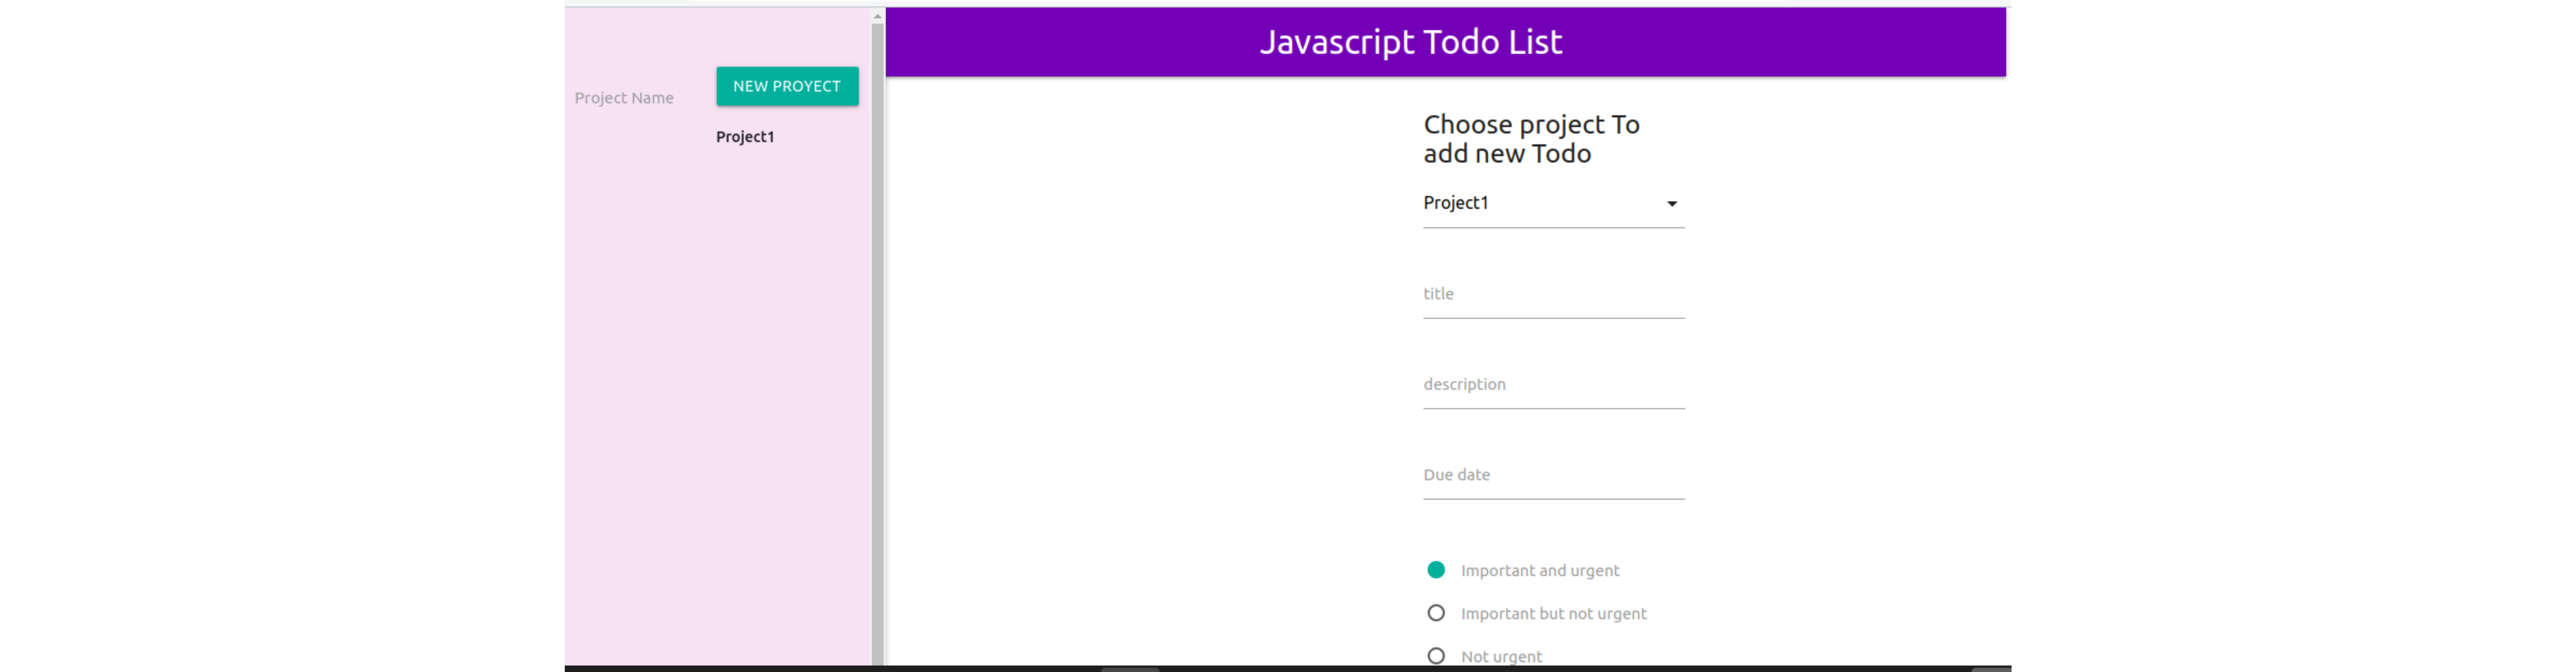 Project Name
NEW PROYECT
Project1
Javascript Todo List
Choose project To
add new Todo
Project1
title
description
Due date
Important and urgent
Important but not urgent
Not urgent